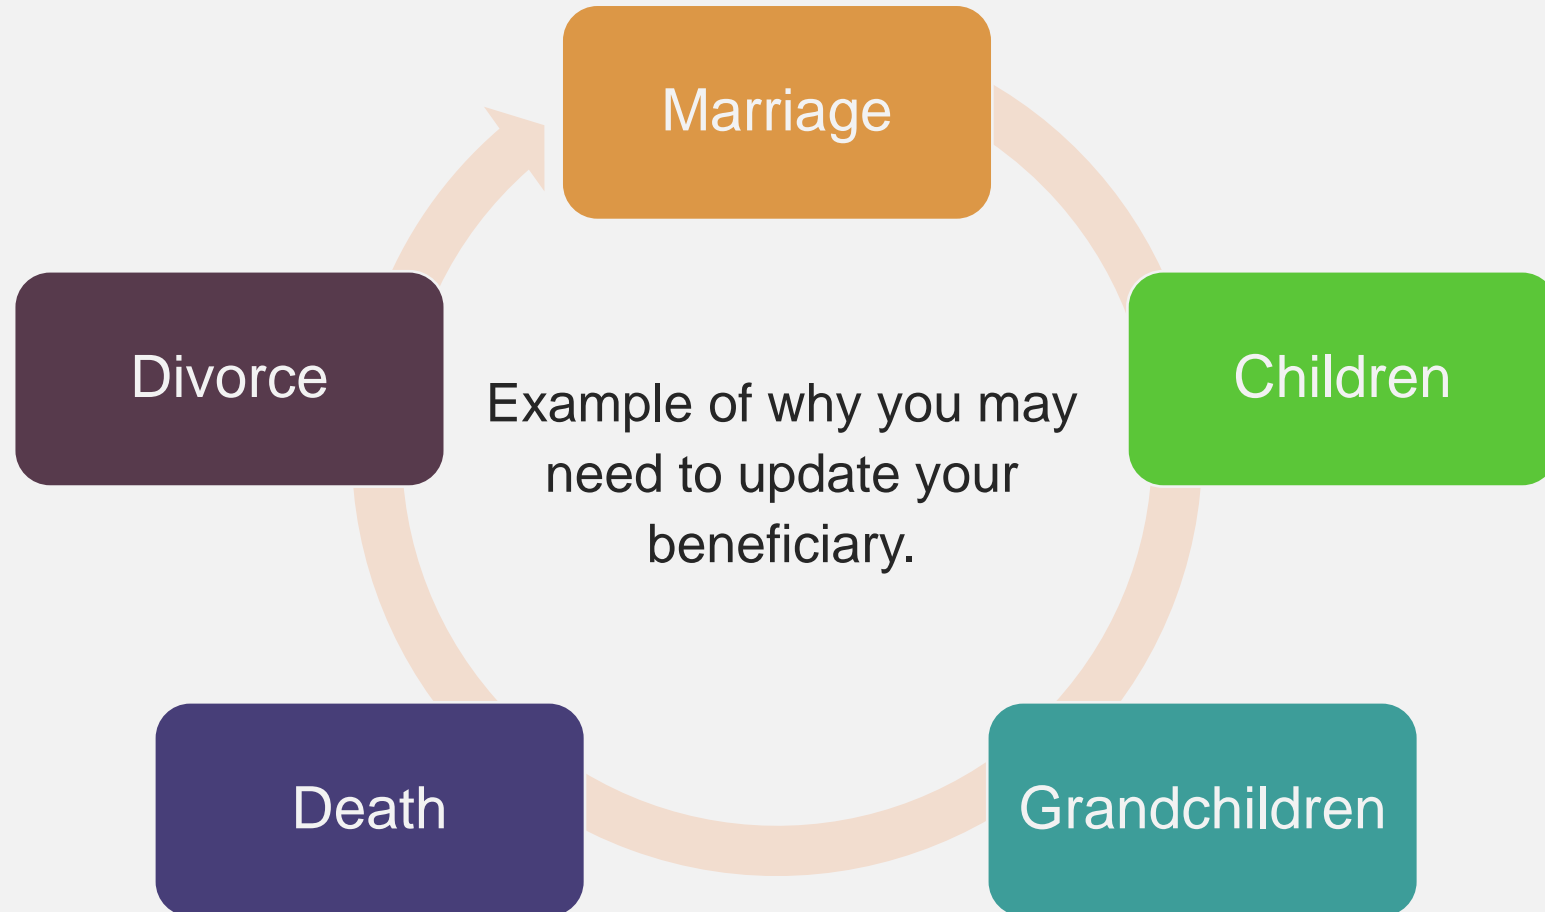 Marriage
Children
Grandchildren
Death
Divorce
Example of why you may
need to update your
beneficiary.